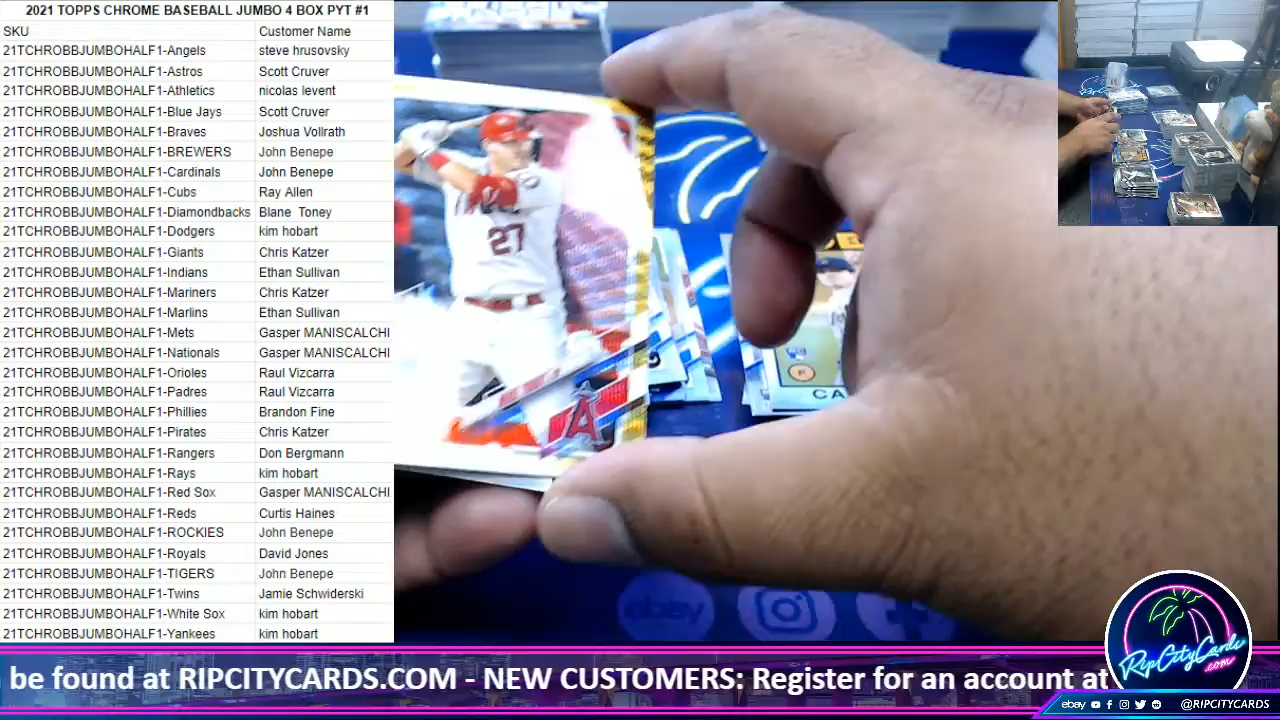 2021 TOPPS CHROME BASEBALL JUMBO 4 BOX PYT #1
SKU Customer Name
21TCHROBBJUMBOHALF1-Angels steve hrusovsky
21TCHROBBJUMBOHALF1-Astros Scott Cruver
21TCHROBBJUMBOHALF1-Athletics nicolas levent
21TCHROBBJUMBOHALF1-Blue Jays Scott Cruver
21TCHROBBJUMBOHALF1-Braves Joshua Vollrath
21TCHROBBJUMBOHALF1-BREWERS John Benepe
21TCHROBBJUMBOHALF1-Cardinals John Benepe
21TCHROBBJUMBOHALF1-Cubs Ray Allen
21TCHROBBJUMBOHALF1-Diamondbacks Blane Toney
21TCHROBBJUMBOHALF1-Dodgers kim hobart
21TCHROBBJUMBOHALF1-Giants Chris Katzer
21TCHROBBJUMBOHALF1-Indians Ethan Sullivan
21TCHROBBJUMBOHALF1-Mariners Chris Katzer
21TCHROBBJUMBOHALF1-Marlins Ethan Sullivan
21TCHROBBJUMBOHALF1-Mets Gasper MANISCALCHI
21TCHROBBJUMBOHALF1-Nationals Gasper MANISCALCHI
21TCHROBBJUMBOHALF1-Orioles Raul Vizcarra
21TCHROBBJUMBOHALF1-Padres Raul Vizcarra
21TCHROBBJUMBOHALF1-Phillies Brandon Fine
21TCHROBBJUMBOHALF1-Pirates Chris Katzer
21TCHROBBJUMBOHALF1-Rangers Don Bergmann
21TCHROBBJUMBOHALF1-Rays kim hobart
21TCHROBBJUMBOHALF1-Red Sox Gasper MANISCALCHI
21TCHROBBJUMBOHALF1-Reds Curtis Haines
21TCHROBBJUMBOHALF1-ROCKIES John Benepe
21TCHROBBJUMBOHALF1-Royals David Jones
21TCHROBBJUMBOHALF1-TIGERS John Benepe
21TCHROBBJUMBOHALF1-Twins Jamie Schwiderski
21TCHROBBJUMBOHALF1-White Sox kim hobart
21TCHROBBJUMBOHALF1-Yankees kim hobart
27
A
CA
ebay
be found at RIPCITYCARDS.COM - NEW CUSTOMERS: Register for an account at
RipCityCards
.com
ebay @RIPCITYCARDS